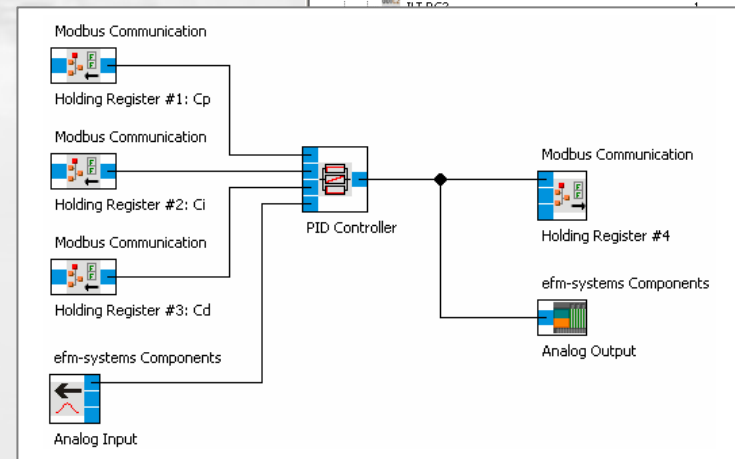 Modbus Communication
Holding Register #1: Cp
Modbus Communication
Holding Register #2: Ci
Modbus Communication
Holding Register #3: Cd
efm-systems Components
Analog Input
PID Controller
Modbus Communication
Holding Register #4
efm-systems Components
Analog Output